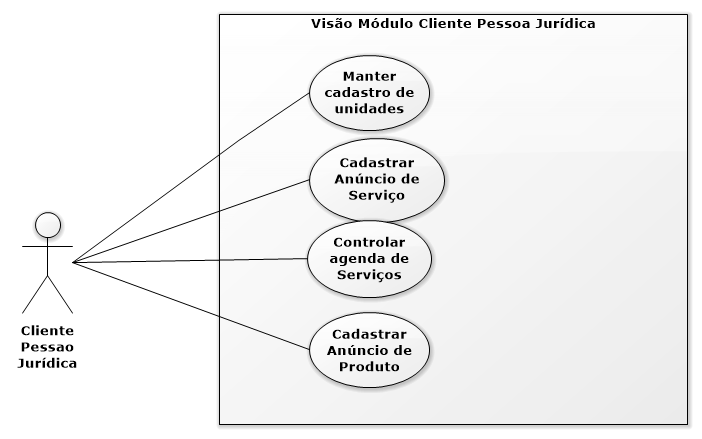 Visão Módulo Cliente Pessoa Jurídica
Manter
cadastro de
unidades
Cadastrar
Anúncio de
Serviço
Controlar
agenda de
Serviços
Cadastrar
Anúncio de
Produto
Cliente
Pessao
Jurídica